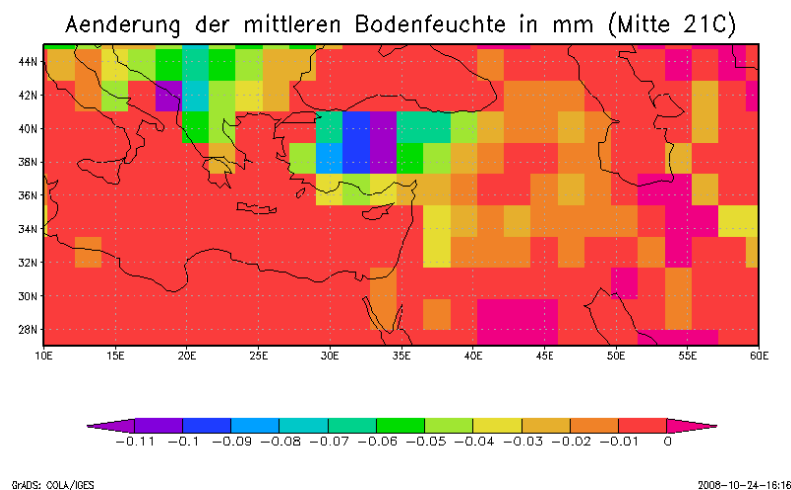 Aenderung der mittleren Bodenfeuchte in mm (Mitte 21C)
44N
42N
40N
38N
36N
34N
32N
30N
28N
10E 15E 20E 25E 30E 35E 40E 45E 50E 55E 60E
-0.11 -0.1 -0.09 -0.08 -0.07 -0.06 -0.05 -0.04 -0.03 -0.02 -0.01 0
GrADS: COLA/IGES 2008-10-24-16:16